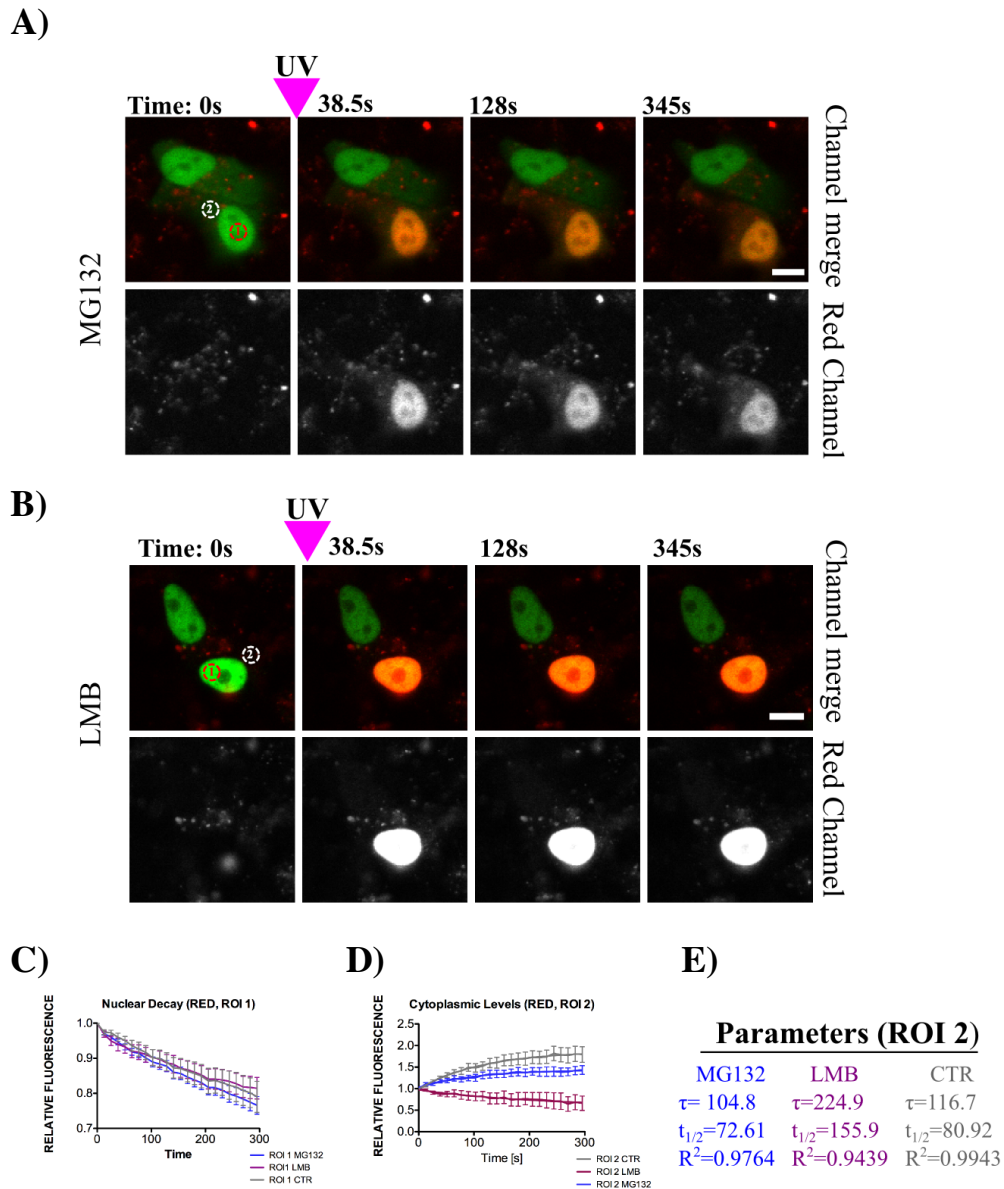 A)
UV
Time: 0s 38.5s 128s 345s
2
1
MG132
Channel merge
Red Channel
B)
UV
Time: 0s 38.5s 128s 345s
1
2
LMB
Channel merge
Red Channel
C)
Nuclear Decay (RED, ROI 1)
RELATIVE FLUORESCENCE
1.0
0.9
0.8
0.7
0 100 200 300
Time
ROI 1 MG132
ROI1 LMB
ROI 1 CTR
D)
Cytoplasmic Levels (RED, ROI 2)
RELATIVE FLUORESCENCE
2.5
2.0
1.5
1.0
0.5
0.0
0 100 200 300
Time [s]
ROI 2 CTR
ROI 2 LMB
ROI 2 MG132
E)
Parameters (ROI 2)
MG132 LMB CTR
τ= 104.8 τ=224.9 τ=116.7
t1/2=72.61 t1/2=155.9 t1/2=80.92
R²=0.9764 R²=0.9439 R²=0.9943